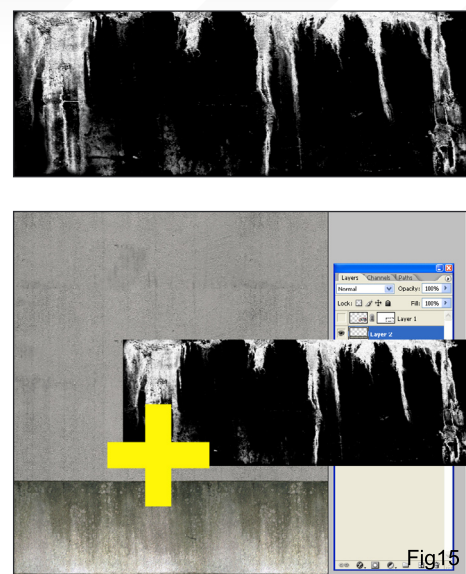 Layers Channels Paths
Normal Opacity: 100%
Lock: Fill: 100%
Layer 1
Layer 2
Fig15